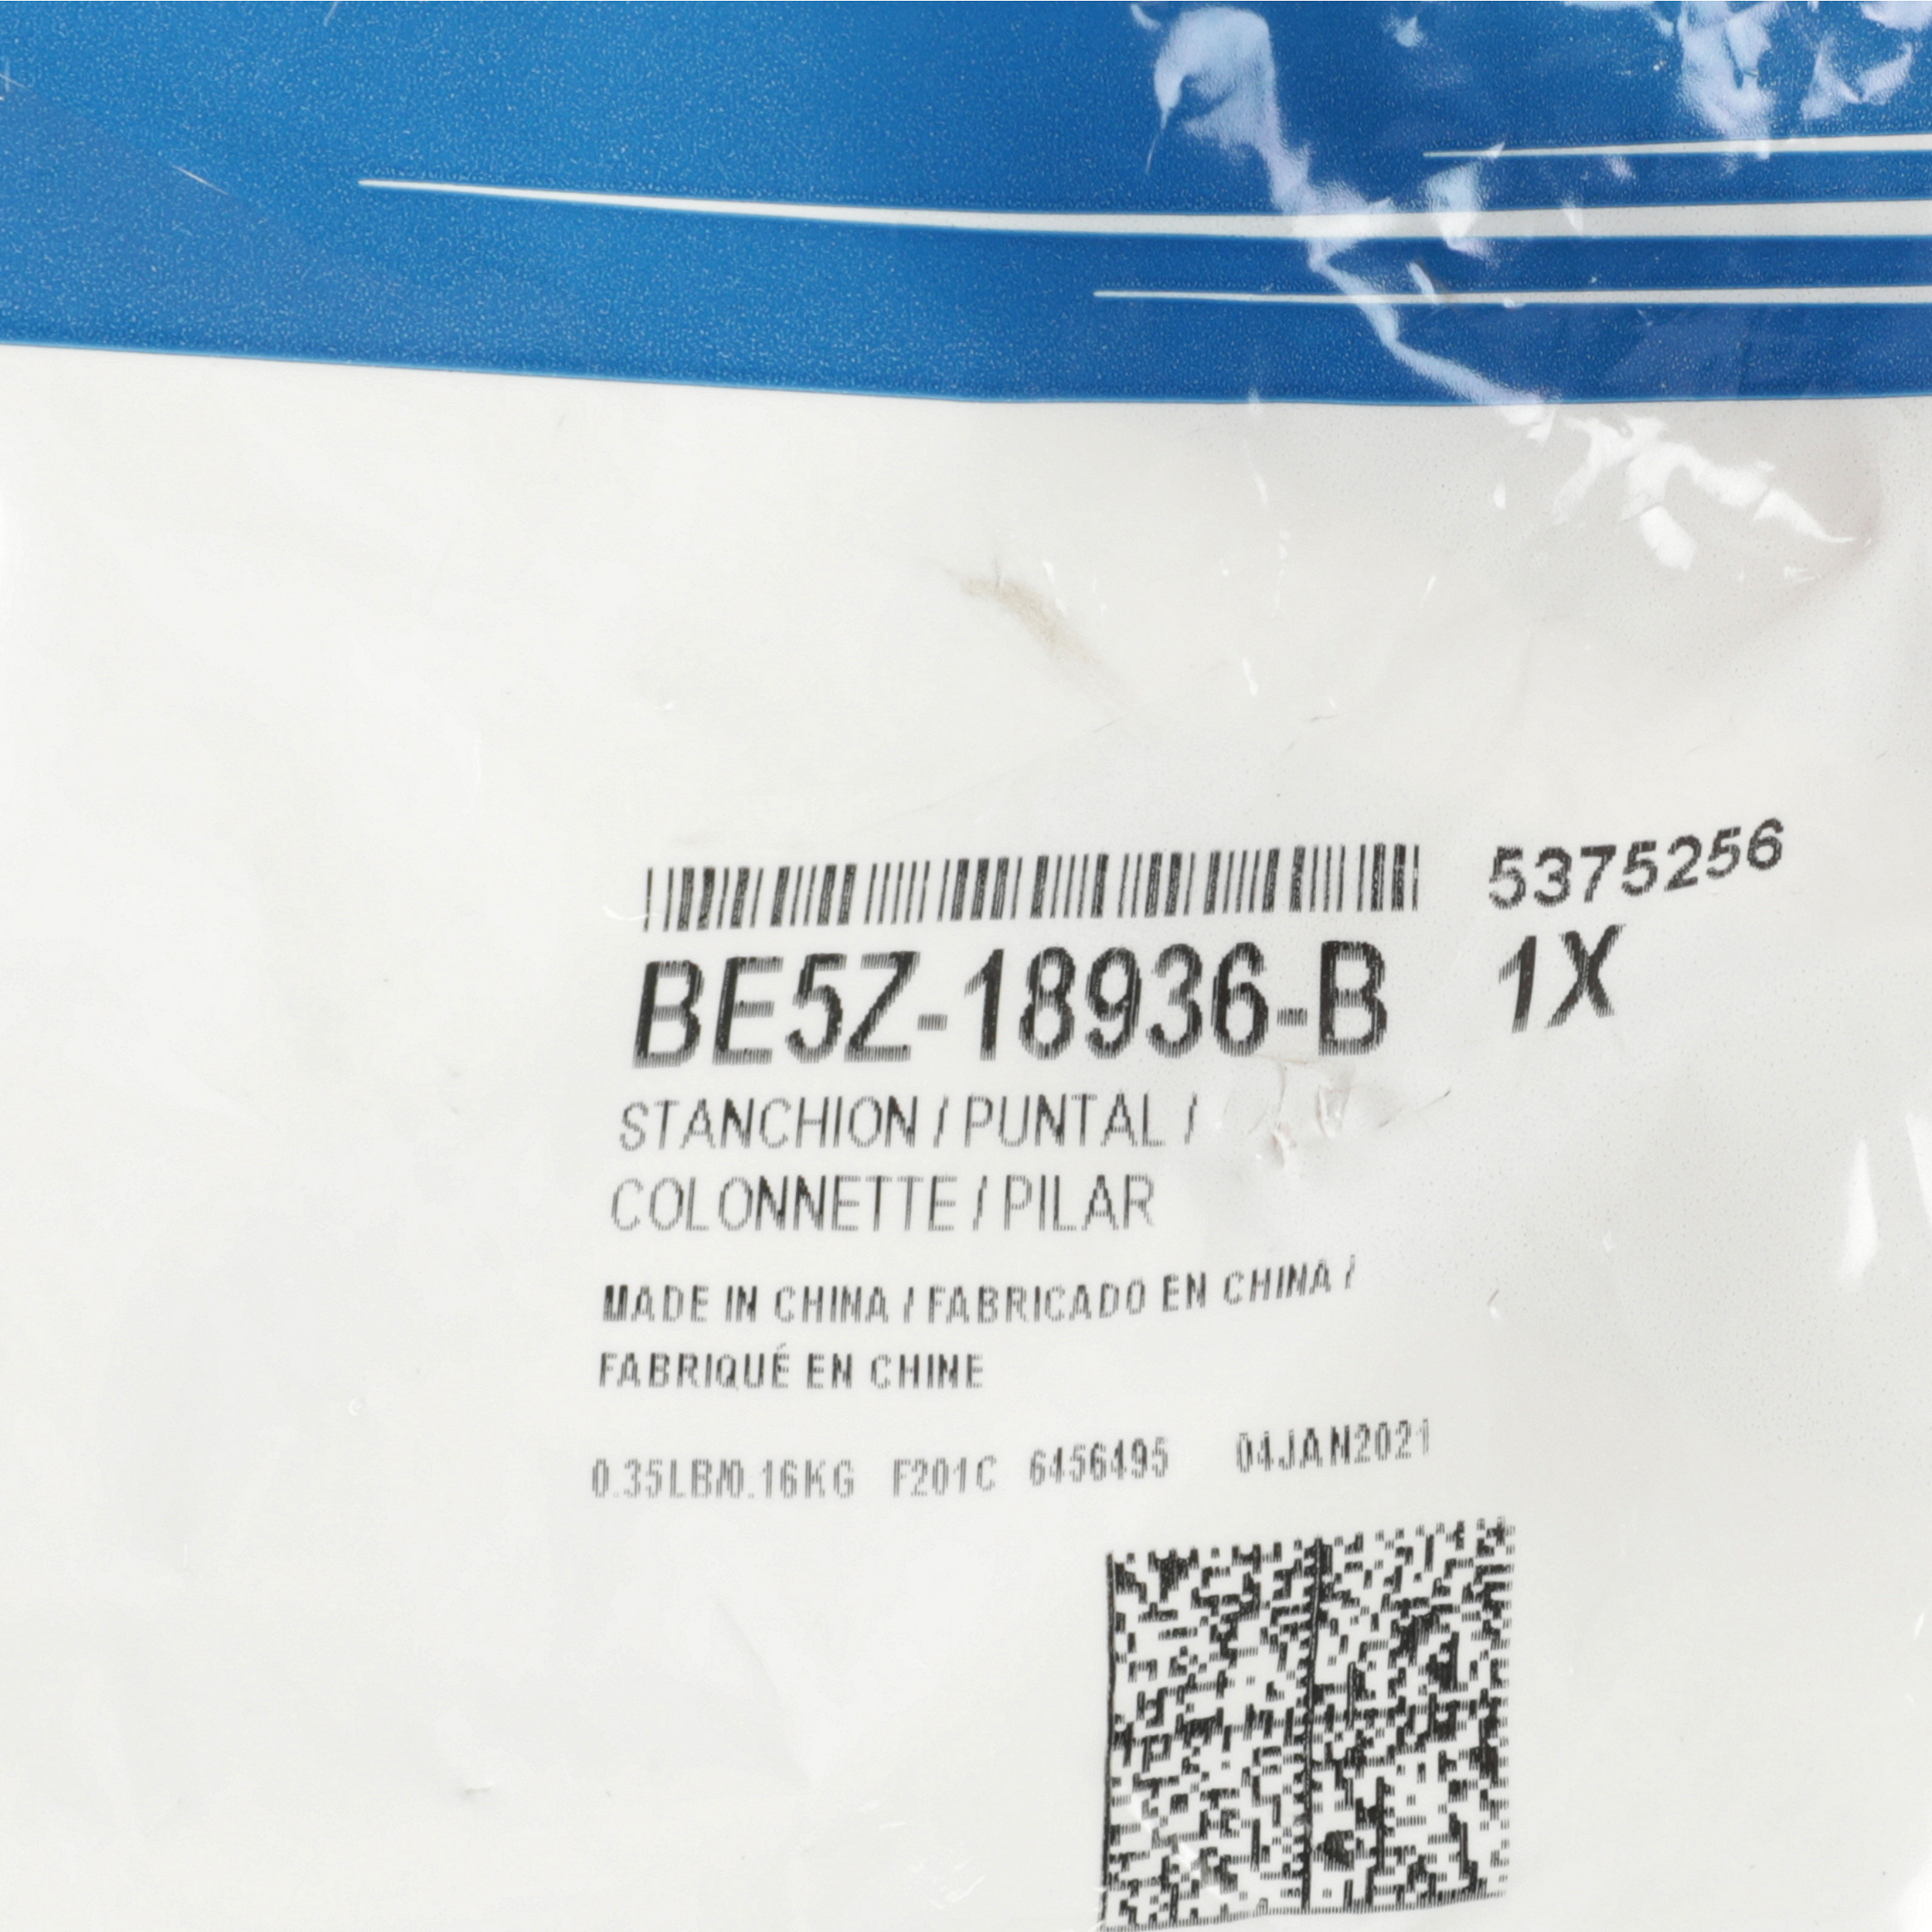 5375256
BE5Z-18936-B 1X
STANCHION / PUNTAL /
COLONNETTE / PILAR
MADE IN CHINA / FABRICADO EN CHINA /
FABRIQUÉ EN CHINE
0.35LB/0.16KG F201C 6456495 04JAN2021